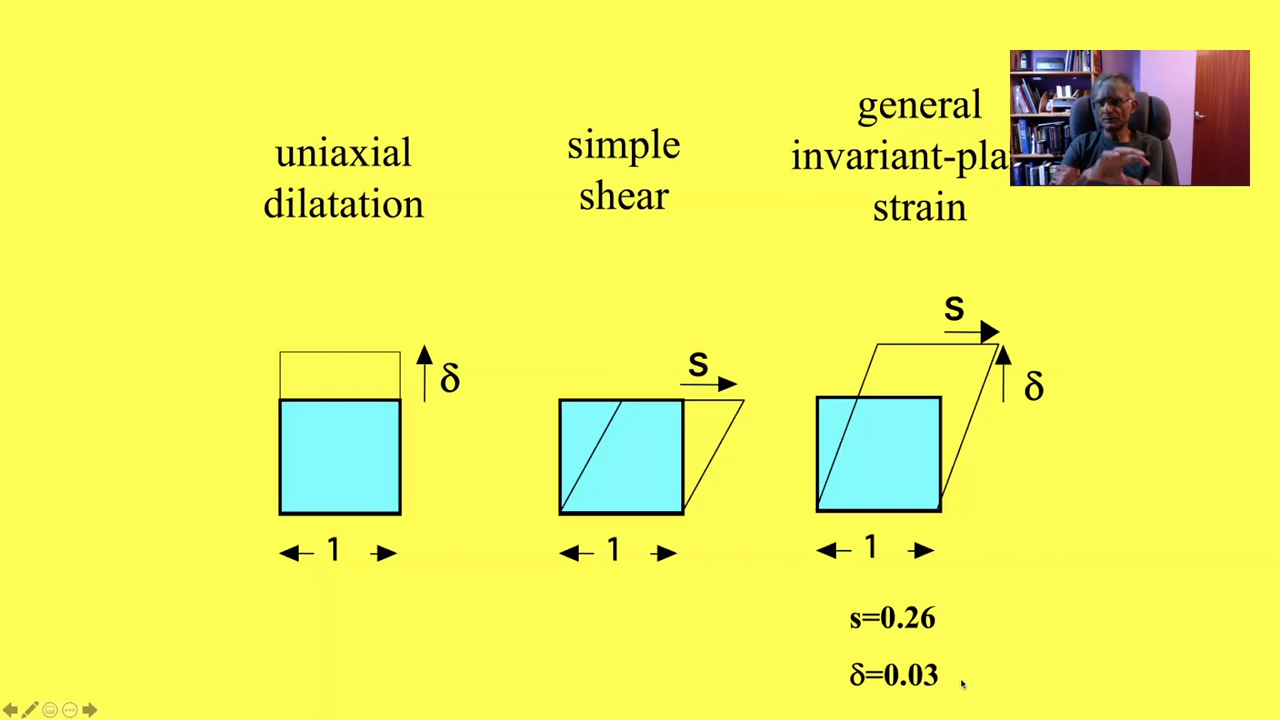 uniaxial
dilatation
simple
shear
general
invariant-pla
strain
δ
s
s
δ
1
1
1
s=0.26
δ=0.03